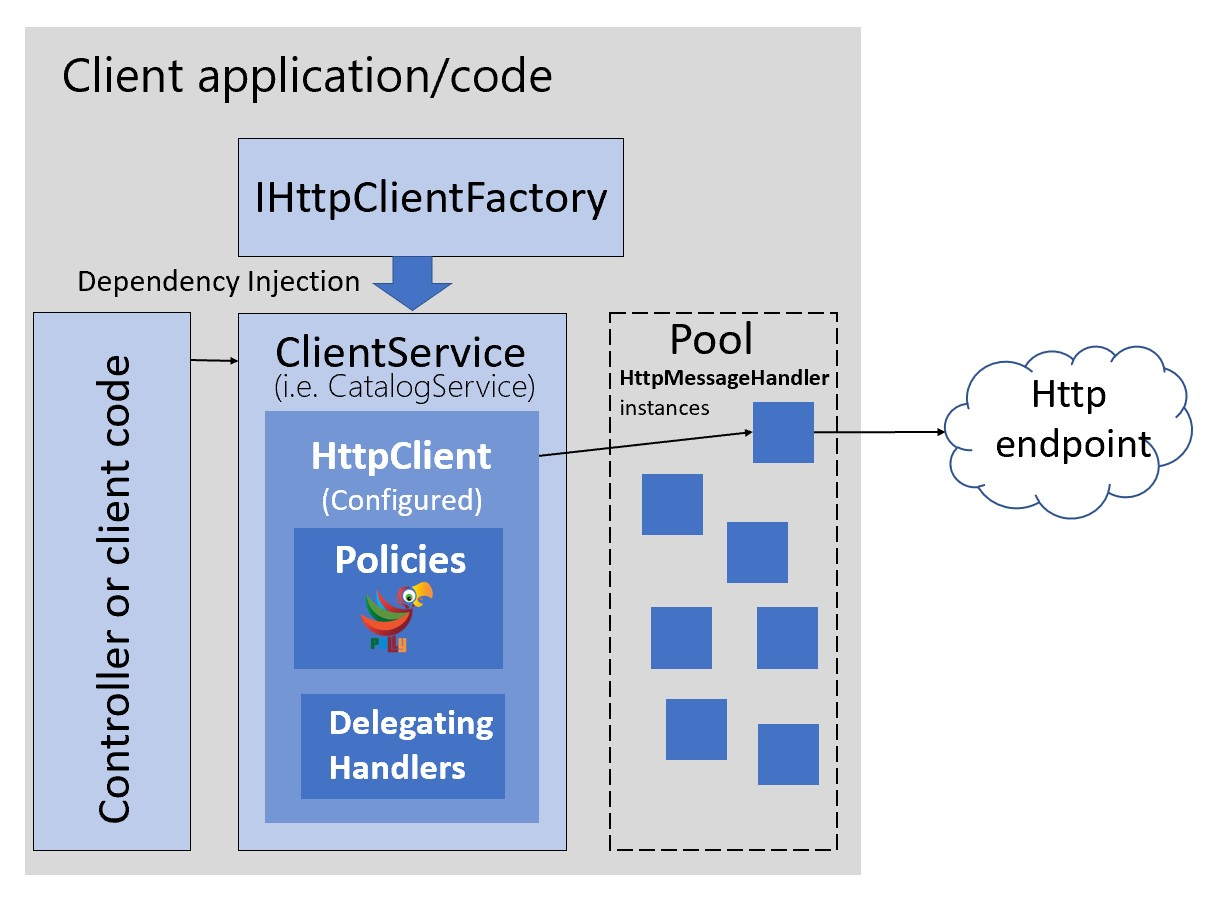 Client application/code
IHttpClientFactory
Dependency Injection
Controller or client code
ClientService
(i.e. CatalogService)
HttpClient
(Configured)
Policies
Polly
Delegating
Handlers
Pool
HttpMessageHandler
instances
Http
endpoint